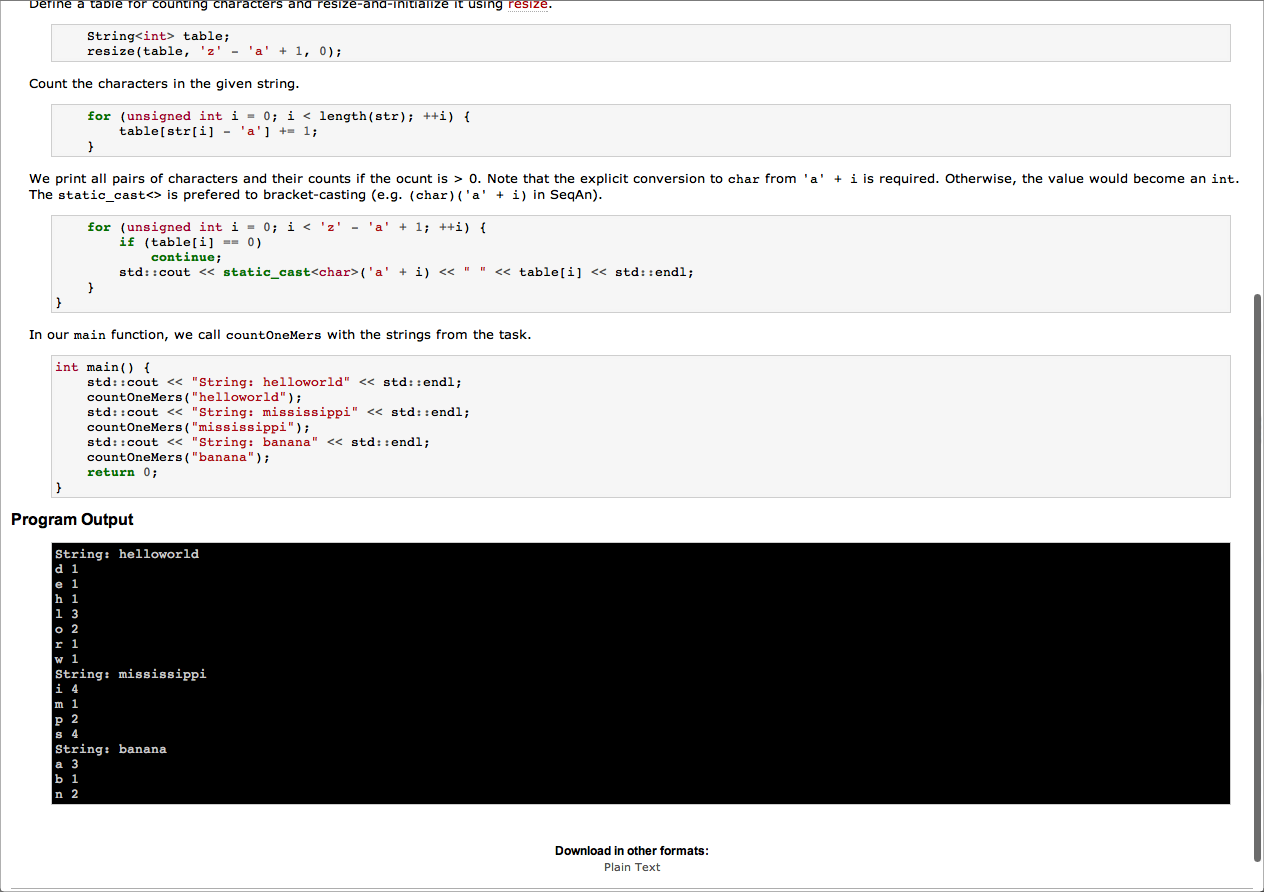 Define a table for counting characters and resize-and-initialize it using resize.
String<int> table;
resize(table, 'z' - 'a' + 1, 0);
Count the characters in the given string.
for (unsigned int i = 0; i < length(str); ++i) {
table[str[i] - 'a'] += 1;
}
We print all pairs of characters and their counts if the ocunt is > 0. Note that the explicit conversion to char from 'a' + i is required. Otherwise, the value would become an int.
The static_cast<> is prefered to bracket-casting (e.g. (char)('a' + i) in SeqAn).
for (unsigned int i = 0; i < 'z' - 'a' + 1; ++i) {
if (table[i] == 0)
continue;
std::cout << static_cast<char>('a' + i) << " " << table[i] << std::endl;
}
}
In our main function, we call countOneMers with the strings from the task.
int main() {
std::cout << "String: helloworld" << std::endl;
countOneMers("helloworld");
std::cout << "String: mississippi" << std::endl;
countOneMers("mississippi");
std::cout << "String: banana" << std::endl;
countOneMers("banana");
return 0;
}
Program Output
String: helloworld
d 1
e 1
h 1
l 3
o 2
r 1
w 1
String: mississippi
i 4
m 1
p 2
s 4
String: banana
a 3
b 1
n 2
Download in other formats:
Plain Text